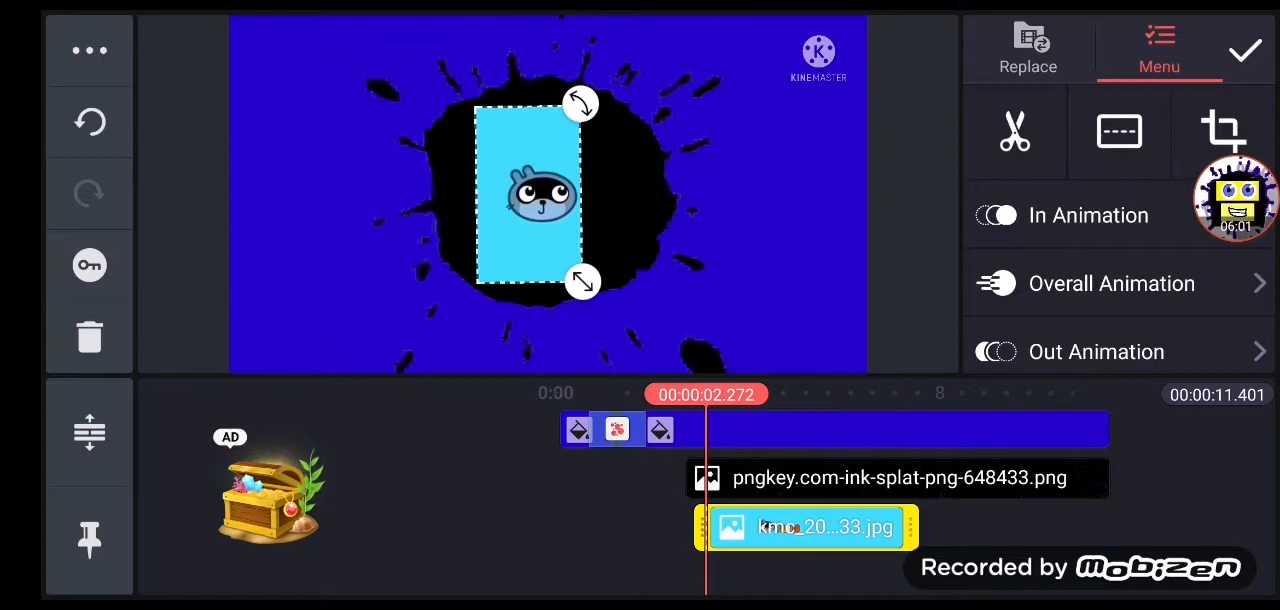 K
KINEMASTER
Replace
Menu
In Animation
06:01
Overall Animation
Out Animation
0:00
00:00:02.272
8
00:00:11.401
AD
pngkey.com-ink-splat-png-648433.png
kmc_20...33.jpg
Recorded by mobizen